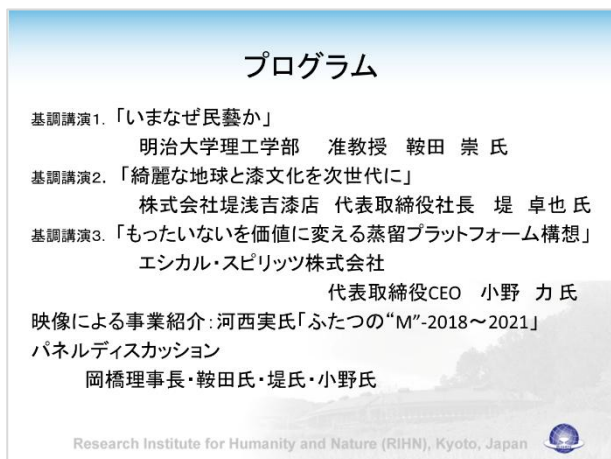 プログラム
基調講演1. 「いまなぜ民藝か」
明治大学理工学部 准教授 鞍田 崇 氏
基調講演2. 「綺麗な地球と漆文化を次世代に」
株式会社堤淺吉漆店 代表取締役社長 堤 卓也 氏
基調講演3. 「もったいないを価値に変える蒸留プラットフォーム構想」
エシカル・スピリッツ株式会社
代表取締役CEO 小野 力 氏
映像による事業紹介:河西実氏「ふたつの“M”-2018~2021」
パネルディスカッション
岡橋理事長・鞍田氏・堤氏・小野氏
Research Institute for Humanity and Nature (RIHN), Kyoto, Japan